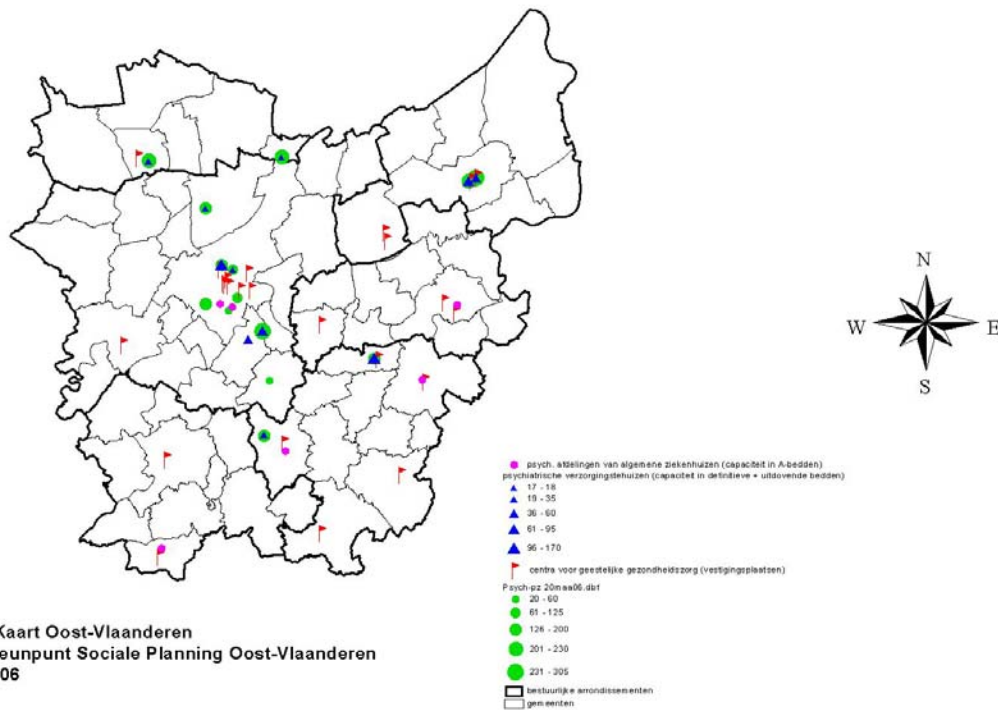 N
W E
S
psych. afdelingen van algemene ziekenhuizen (capaciteit in A-bedden)
psychiatrische verzorgingstehuizen (capaciteit in definitieve + uitdovende bedden)
17 - 18
19 - 35
36 - 60
61 - 95
96 - 170
centra voor geestelijke gezondheidszorg (vestigingsplaatsen)
Psych-pz 20maa06.dbf
20 - 60
61 - 125
126 - 200
201 - 230
231 - 305
bestuurlijke arrondissementen
gemeenten
Kaart Oost-Vlaanderen
eunpunt Sociale Planning Oost-Vlaanderen
06